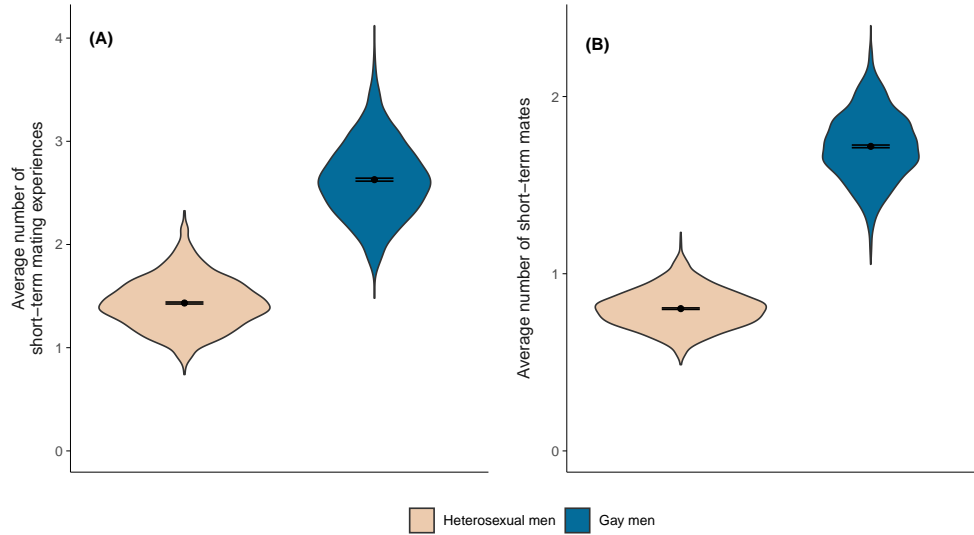 (A)
Average number of
short−term mating experiences
4
3
2
1
0
(B)
Average number of short−term mates
2
1
0
Heterosexual men
Gay men